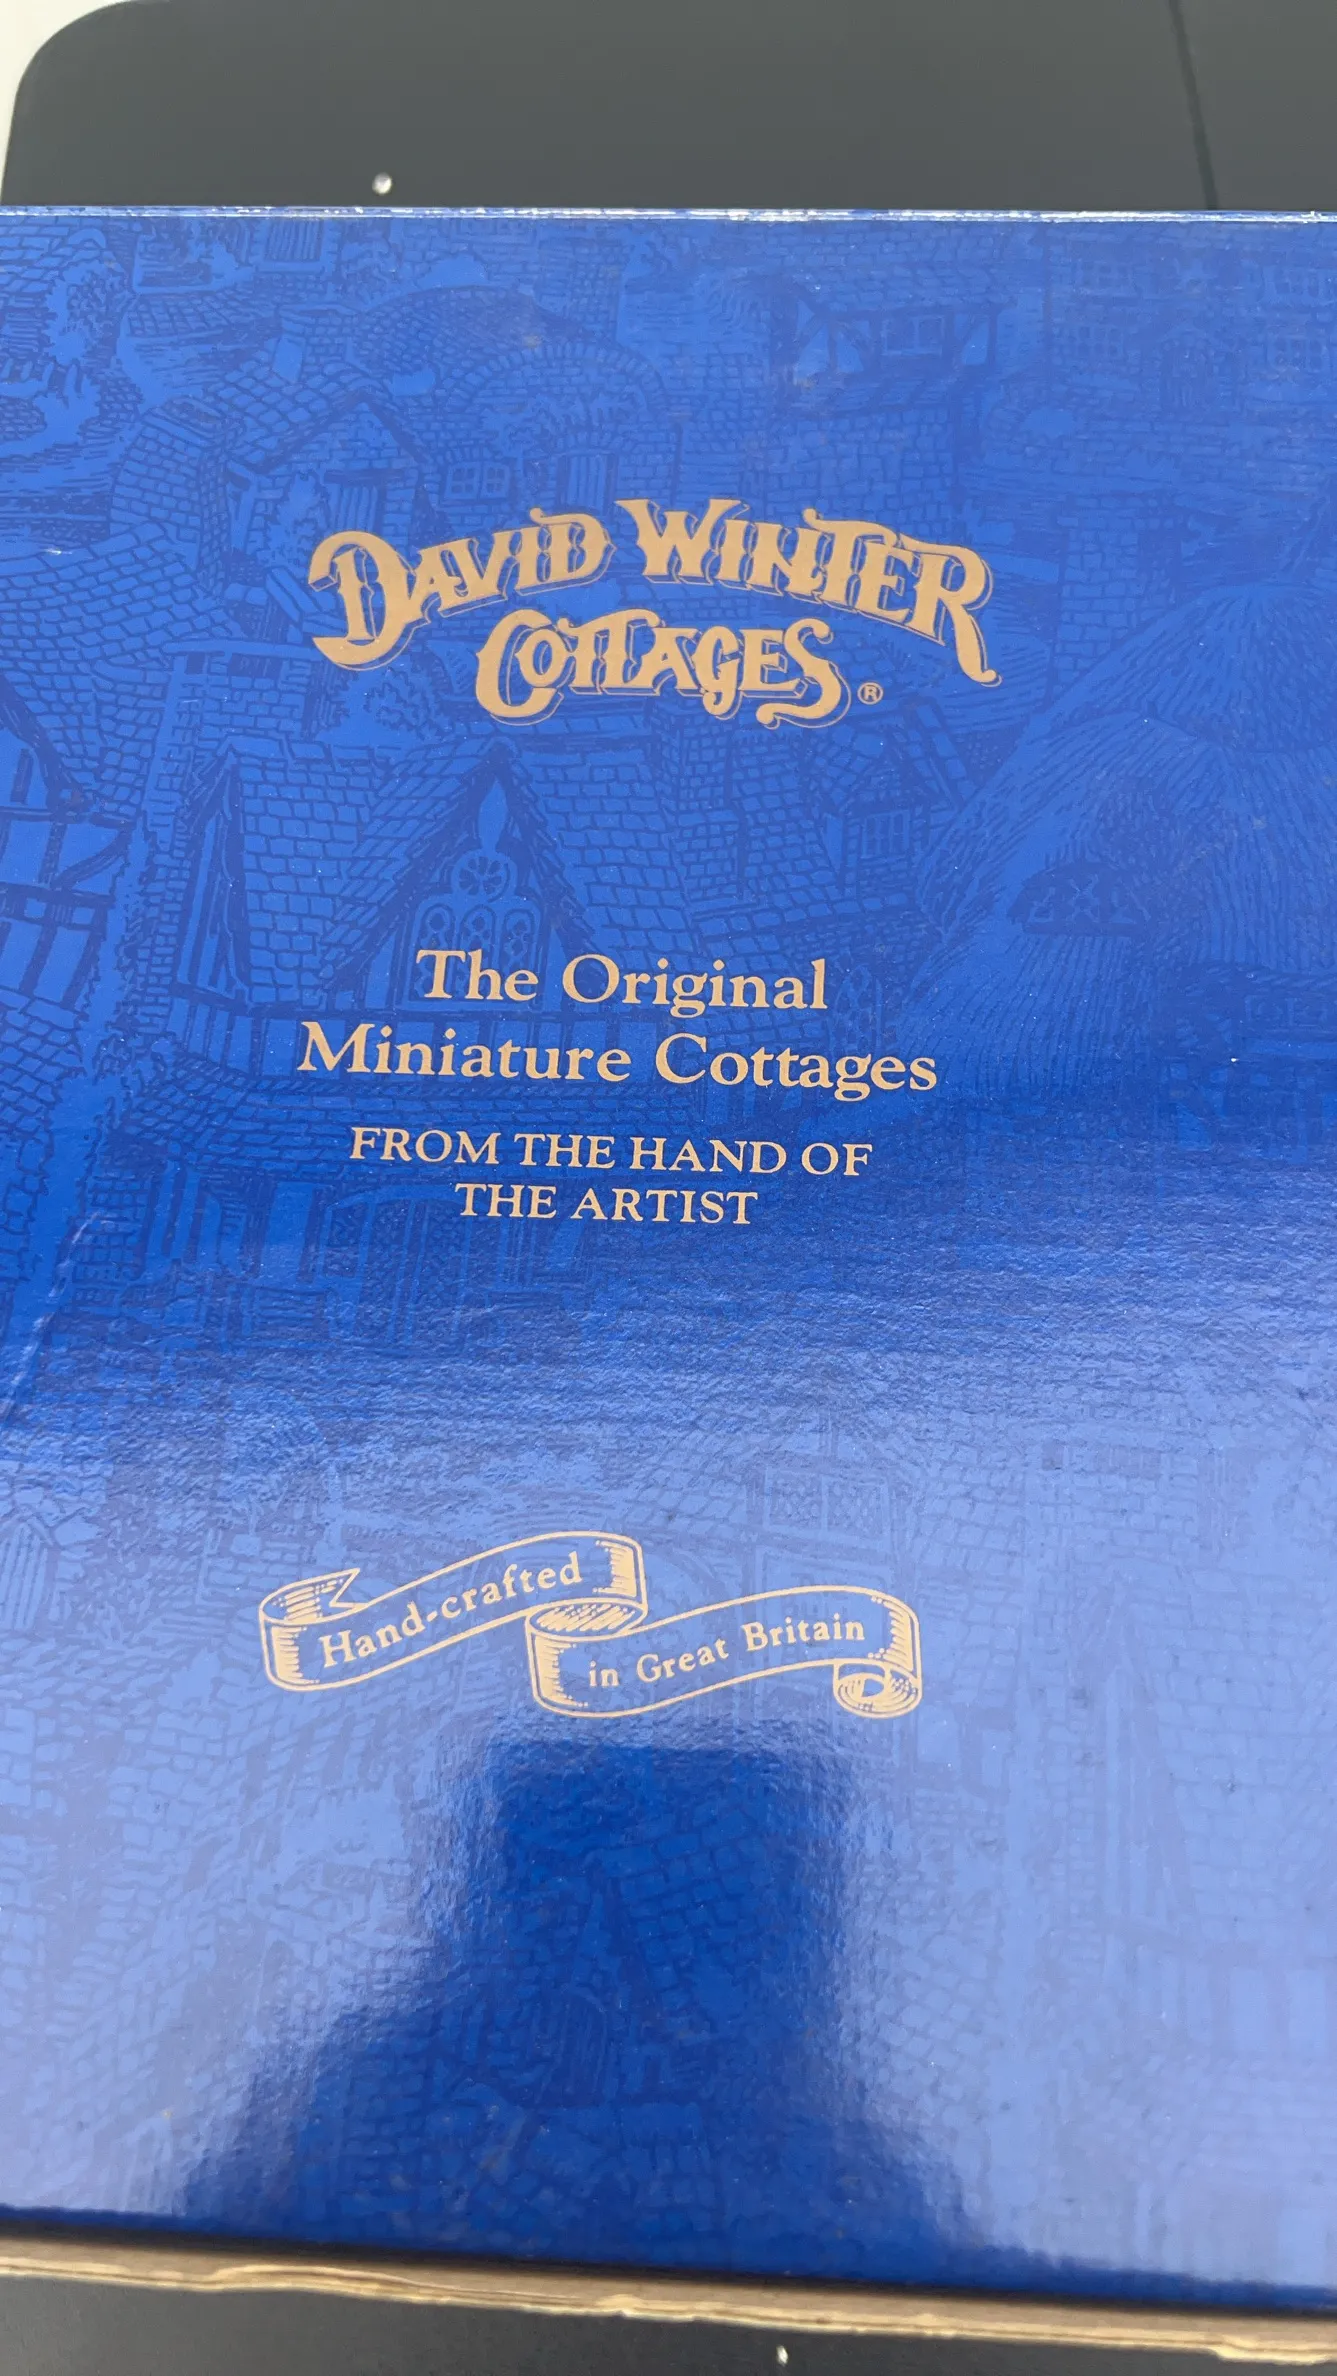 DAVID WINTER
COTTAGES ®
The Original
Miniature Cottages
FROM THE HAND OF
THE ARTIST
Hand-crafted
in Great Britain